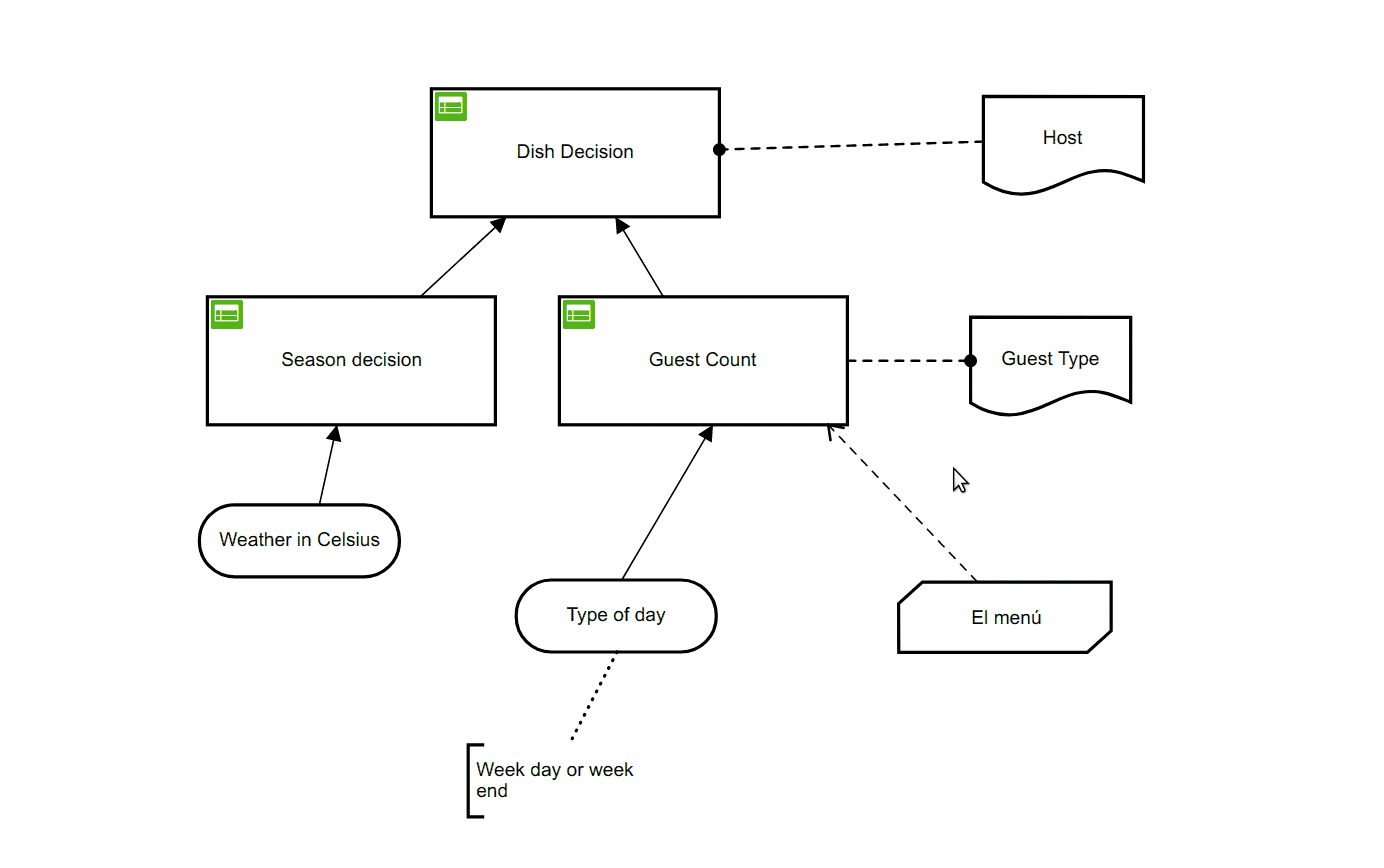 Dish Decision
Host
Season decision
Guest Count
Guest Type
Weather in Celsius
Type of day
El menú
Week day or week
end